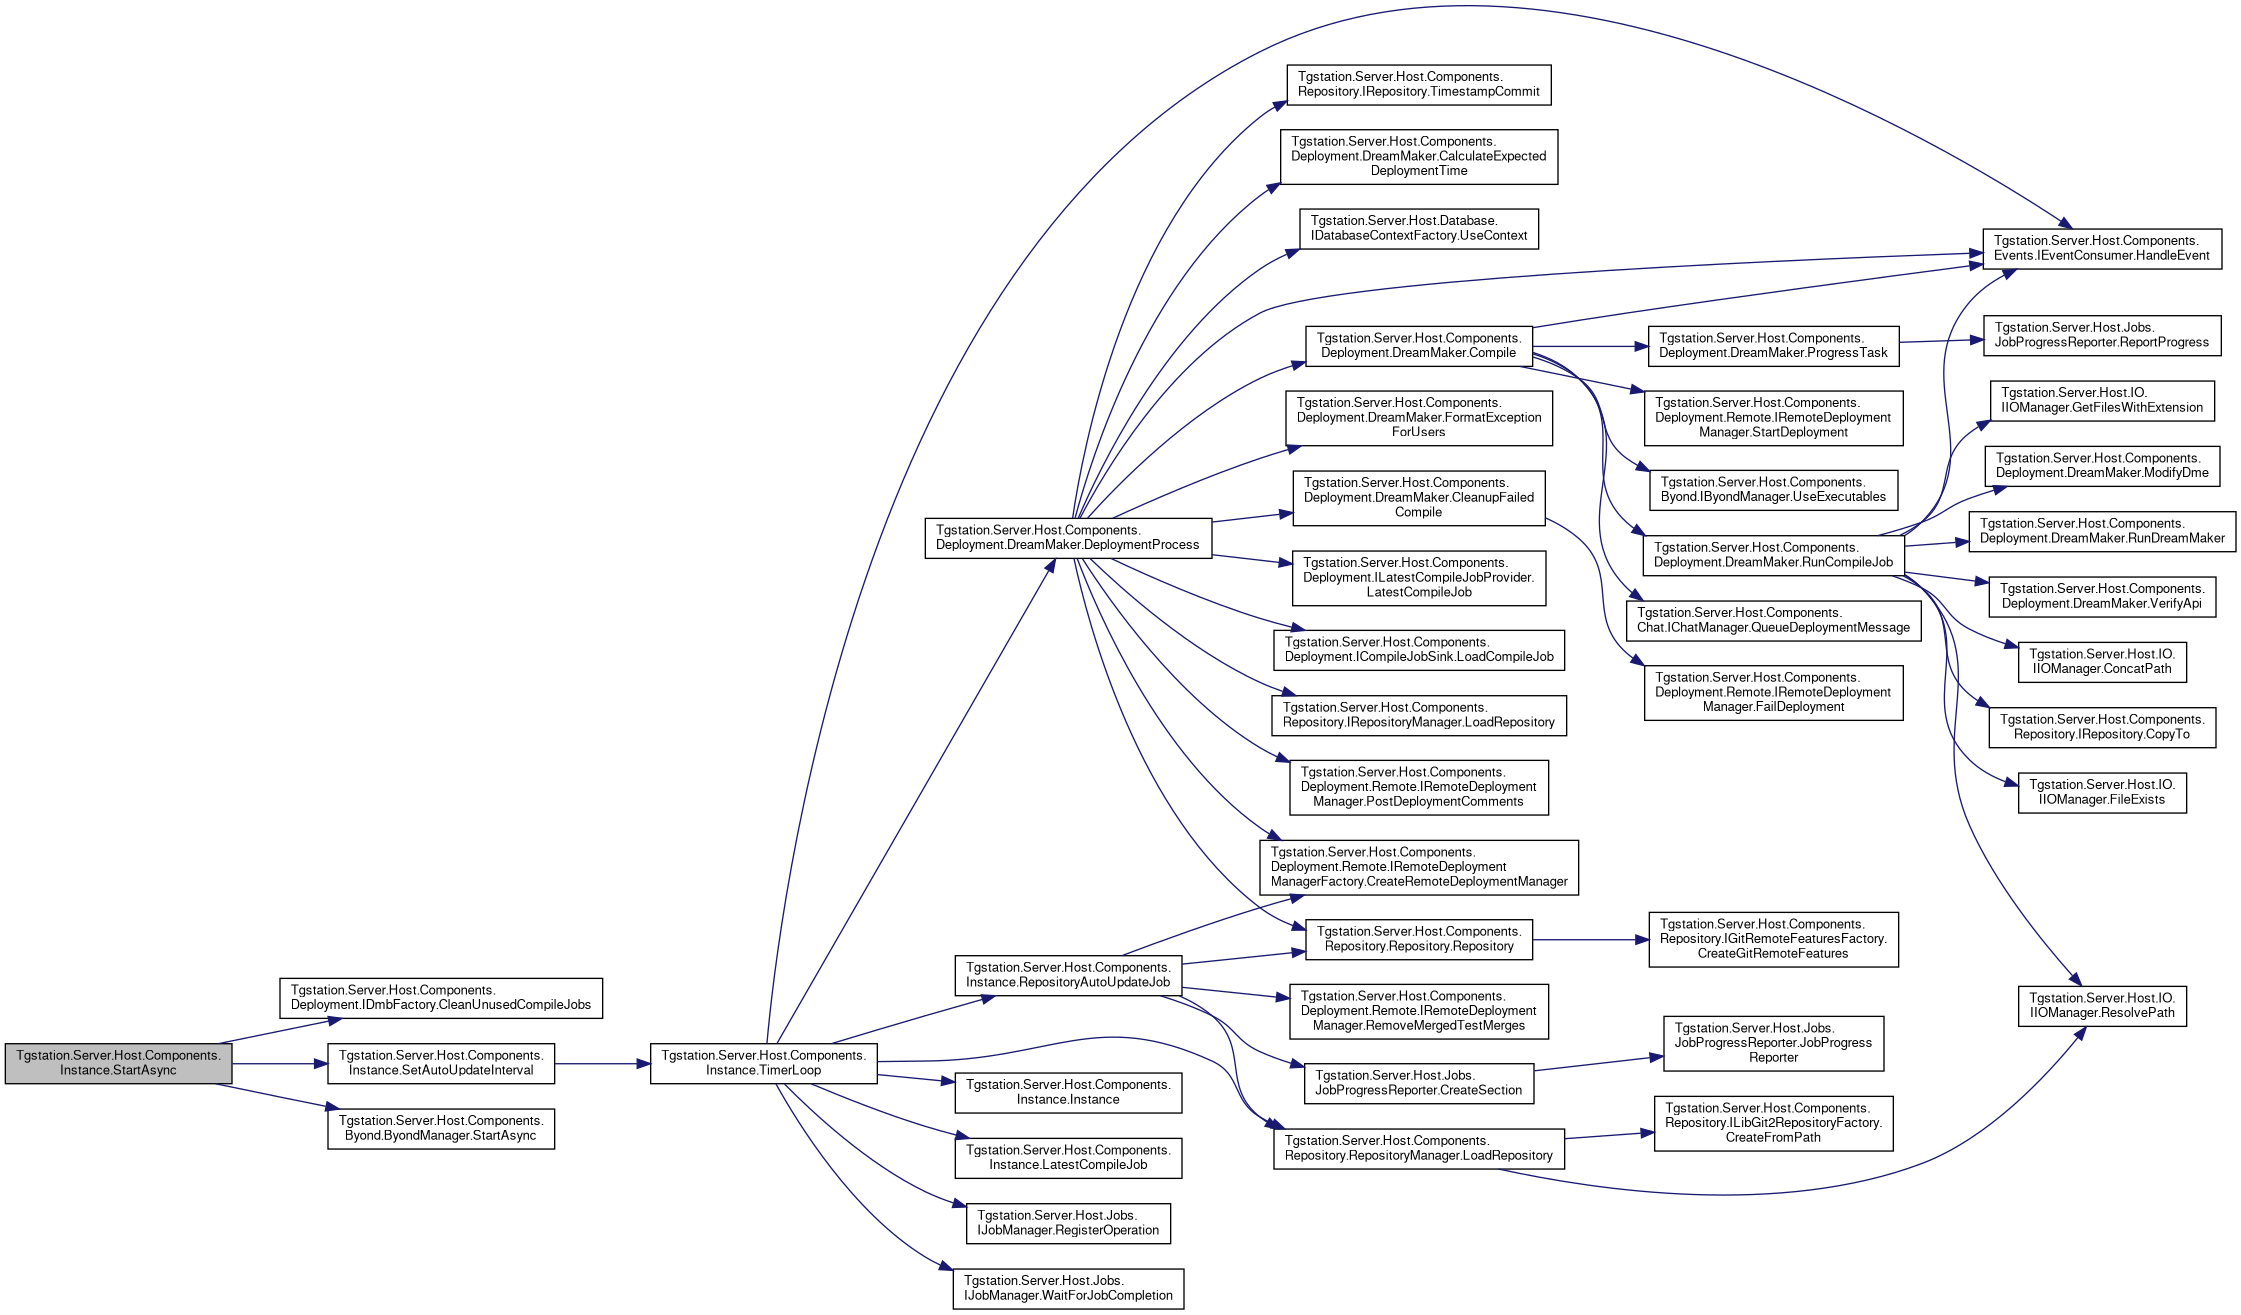 Tgstation.Server.Host.Components.
Instance.StartAsync
Tgstation.Server.Host.Components.
Deployment.IDmbFactory.CleanUnusedCompileJobs
Tgstation.Server.Host.Components.
Instance.SetAutoUpdateInterval
Tgstation.Server.Host.Components.
Byond.ByondManager.StartAsync
Tgstation.Server.Host.Components.
Instance.TimerLoop
Tgstation.Server.Host.Components.
Deployment.DreamMaker.DeploymentProcess
Tgstation.Server.Host.Components.
Instance.RepositoryAutoUpdateJob
Tgstation.Server.Host.Components.
Instance.Instance
Tgstation.Server.Host.Components.
Instance.LatestCompileJob
Tgstation.Server.Host.Jobs.
IJobManager.RegisterOperation
Tgstation.Server.Host.Jobs.
IJobManager.WaitForJobCompletion
Tgstation.Server.Host.Components.
Repository.IRepository.TimestampCommit
Tgstation.Server.Host.Components.
Deployment.DreamMaker.CalculateExpected
DeploymentTime
Tgstation.Server.Host.Database.
IDatabaseContextFactory.UseContext
Tgstation.Server.Host.Components.
Deployment.DreamMaker.Compile
Tgstation.Server.Host.Components.
Deployment.DreamMaker.FormatException
ForUsers
Tgstation.Server.Host.Components.
Deployment.DreamMaker.CleanupFailed
Compile
Tgstation.Server.Host.Components.
Deployment.ILatestCompileJobProvider.
LatestCompileJob
Tgstation.Server.Host.Components.
Deployment.ICompileJobSink.LoadCompileJob
Tgstation.Server.Host.Components.
Repository.IRepositoryManager.LoadRepository
Tgstation.Server.Host.Components.
Deployment.Remote.IRemoteDeployment
Manager.PostDeploymentComments
Tgstation.Server.Host.Components.
Deployment.Remote.IRemoteDeployment
ManagerFactory.CreateRemoteDeploymentManager
Tgstation.Server.Host.Components.
Repository.Repository.Repository
Tgstation.Server.Host.Components.
Deployment.Remote.IRemoteDeployment
Manager.RemoveMergedTestMerges
Tgstation.Server.Host.Jobs.
JobProgressReporter.CreateSection
Tgstation.Server.Host.Components.
Repository.RepositoryManager.LoadRepository
Tgstation.Server.Host.Components.
Deployment.DreamMaker.ProgressTask
Tgstation.Server.Host.Components.
Deployment.Remote.IRemoteDeployment
Manager.StartDeployment
Tgstation.Server.Host.Components.
Byond.IByondManager.UseExecutables
Tgstation.Server.Host.Components.
Deployment.DreamMaker.RunCompileJob
Tgstation.Server.Host.Components.
Chat.IChatManager.QueueDeploymentMessage
Tgstation.Server.Host.Components.
Deployment.Remote.IRemoteDeployment
Manager.FailDeployment
Tgstation.Server.Host.Components.
Repository.IGitRemoteFeaturesFactory.
CreateGitRemoteFeatures
Tgstation.Server.Host.Jobs.
JobProgressReporter.JobProgress
Reporter
Tgstation.Server.Host.Components.
Repository.ILibGit2RepositoryFactory.
CreateFromPath
Tgstation.Server.Host.Components.
Events.IEventConsumer.HandleEvent
Tgstation.Server.Host.Jobs.
JobProgressReporter.ReportProgress
Tgstation.Server.Host.IO.
IIOManager.GetFilesWithExtension
Tgstation.Server.Host.Components.
Deployment.DreamMaker.ModifyDme
Tgstation.Server.Host.Components.
Deployment.DreamMaker.RunDreamMaker
Tgstation.Server.Host.Components.
Deployment.DreamMaker.VerifyApi
Tgstation.Server.Host.IO.
IIOManager.ConcatPath
Tgstation.Server.Host.Components.
Repository.IRepository.CopyTo
Tgstation.Server.Host.IO.
IIOManager.FileExists
Tgstation.Server.Host.IO.
IIOManager.ResolvePath